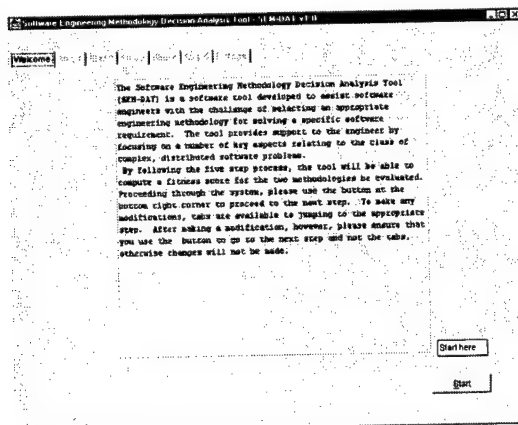 Software Engineering Methodology Decision Analysis Tool - SEM-DAT v1.0
Welcome
The Software Engineering Methodology Decision Analysis Tool
(SEM-DAT) is a software tool developed to assist software
engineers with the challenge of selecting an appropriate
engineering methodology for solving a specific software
requirement. The tool provides support to the engineer by
focusing on a number of key aspects relating to the class of
complex, distributed software problems.
By following the five step process, the tool will be able to
compute a fitness score for the two methodologies be evaluated.
Proceeding through the system, please use the button at the
bottom right corner to proceed to the next step. To make any
modifications, tabs are available to jumping to the appropriate
step. After making a modification, however, please ensure that
you use the button to go to the next step and not the tabs,
otherwise changes will not be made.
Start here
Start